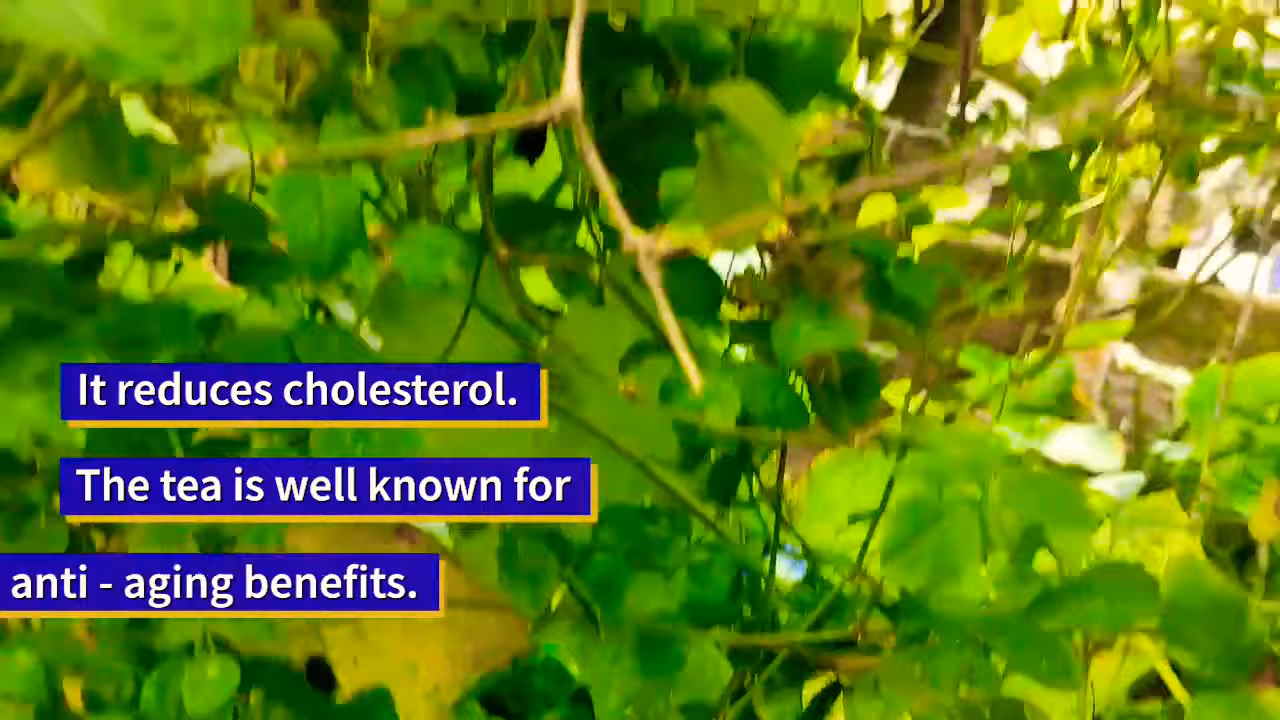 It reduces cholesterol.
The tea is well known for
anti - aging benefits.